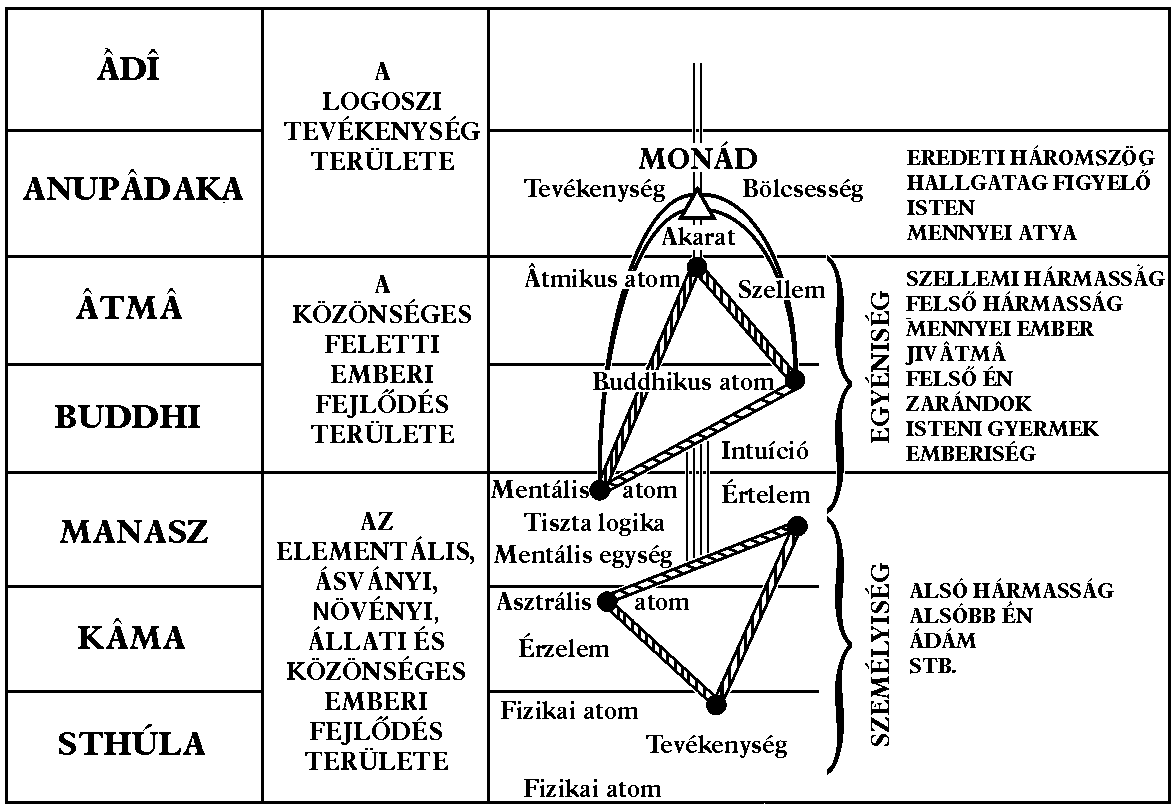 ÂDÎ
ANUPÂDAKA
ÂTMÂ
BUDDHI
MANASZ
KÂMA
STHÚLA
A
LOGOSZI
TEVÉKENYSÉG
TERÜLETE
A
KÖZÖNSÉGES
FELETTI
EMBERI
FEJLŐDÉS
TERÜLETE
AZ
ELEMENTÁLIS,
ÁSVÁNYI,
NÖVÉNYI,
ÁLLATI ÉS
KÖZÖNSÉGES
EMBERI
FEJLŐDÉS
TERÜLETE
MONÁD
Tevékenység Bölcsesség
Akarat
Âtmikus atom Szellem
Buddhikus atom
Intuíció
Mentális atom Értelem
Tiszta logika
Mentális egység
Asztrális atom
Érzelem
Fizikai atom
Tevékenység
Fizikai atom
EGYÉNISÉG
SZEMÉLYISÉG
EREDETI HÁROMSZÖG
HALLGATAG FIGYELŐ
ISTEN
MENNYEI ATYA
SZELLEMI HÁRMASSÁG
FELSŐ HÁRMASSÁG
MENNYEI EMBER
JIVÂTMÂ
FELSŐ ÉN
ZARÁNDOK
ISTENI GYERMEK
EMBERISÉG
ALSÓ HÁRMASSÁG
ALSÓBB ÉN
ÁDÁM
STB.